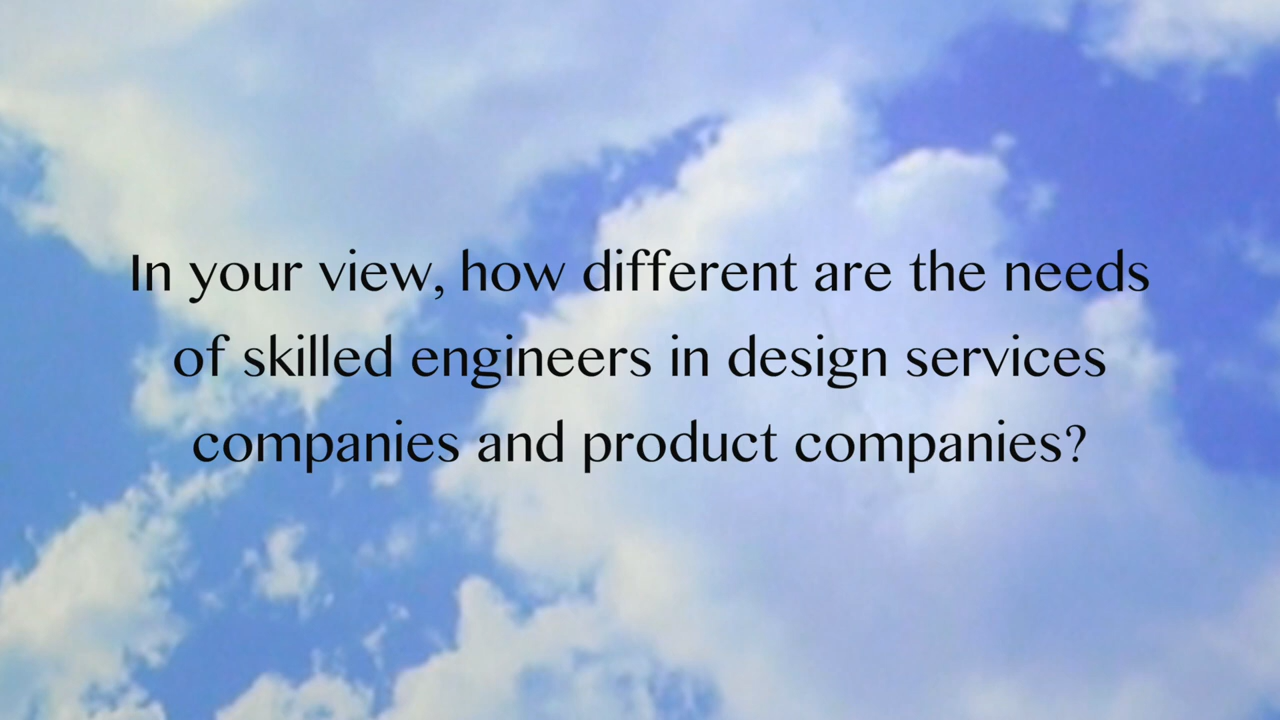 In your view, how different are the needs
of skilled engineers in design services
companies and product companies?